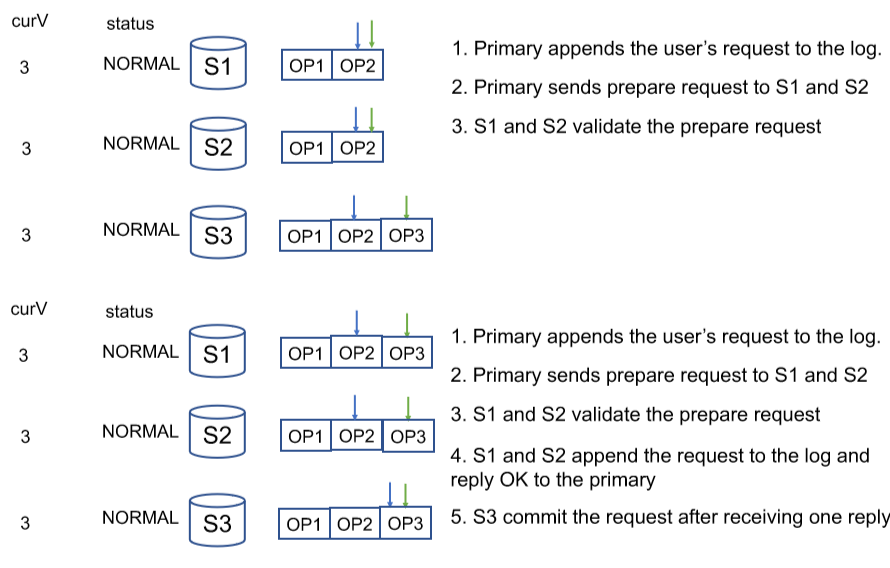 curV status
3 NORMAL S1 OP1 OP2
3 NORMAL S2 OP1 OP2
3 NORMAL S3 OP1 OP2 OP3
1. Primary appends the user's request to the log.
2. Primary sends prepare request to S1 and S2
3. S1 and S2 validate the prepare request
curV status
3 NORMAL S1 OP1 OP2 OP3
3 NORMAL S2 OP1 OP2 OP3
3 NORMAL S3 OP1 OP2 OP3
1. Primary appends the user's request to the log.
2. Primary sends prepare request to S1 and S2
3. S1 and S2 validate the prepare request
4. S1 and S2 append the request to the log and
reply OK to the primary
5. S3 commit the request after receiving one reply